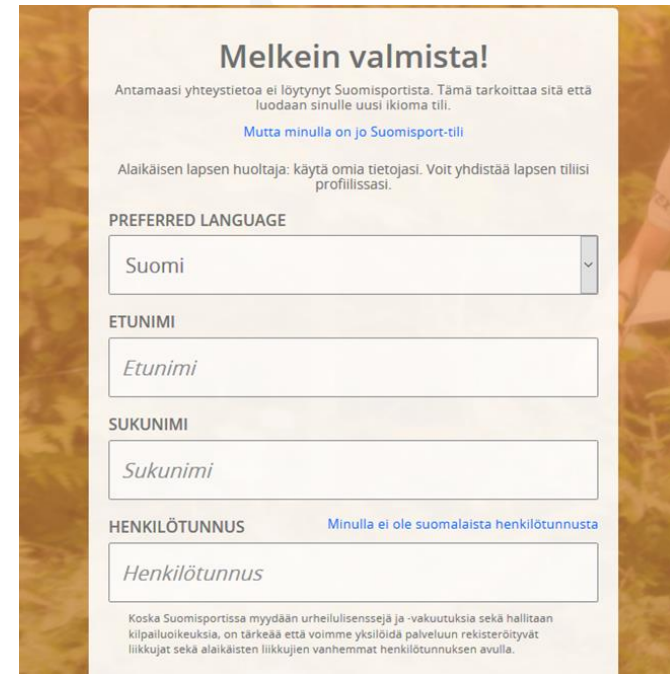 Melkein valmista!
Antamaasi yhteystietoa ei löytynyt Suomisportista. Tämä tarkoittaa sitä että
luodaan sinulle uusi ikioma tili.
Mutta minulla on jo Suomisport-tili
Alaikäisen lapsen huoltaja: käytä omia tietojasi. Voit yhdistää lapsen tiliisi
profiilissasi.
PREFERRED LANGUAGE
Suomi
ETUNIMI
Etunimi
SUKUNIMI
Sukunimi
HENKILÖTUNNUS Minulla ei ole suomalaista henkilötunnusta
Henkilötunnus
Koska Suomisportissa myydään urheilulisenssejä ja -vakuutuksia sekä hallitaan
kilpailuoikeuksia, on tärkeää että voimme yksilöidä palveluun rekisteröityvät
liikkujat sekä alaikäisten liikkujien vanhemmat henkilötunnuksen avulla.